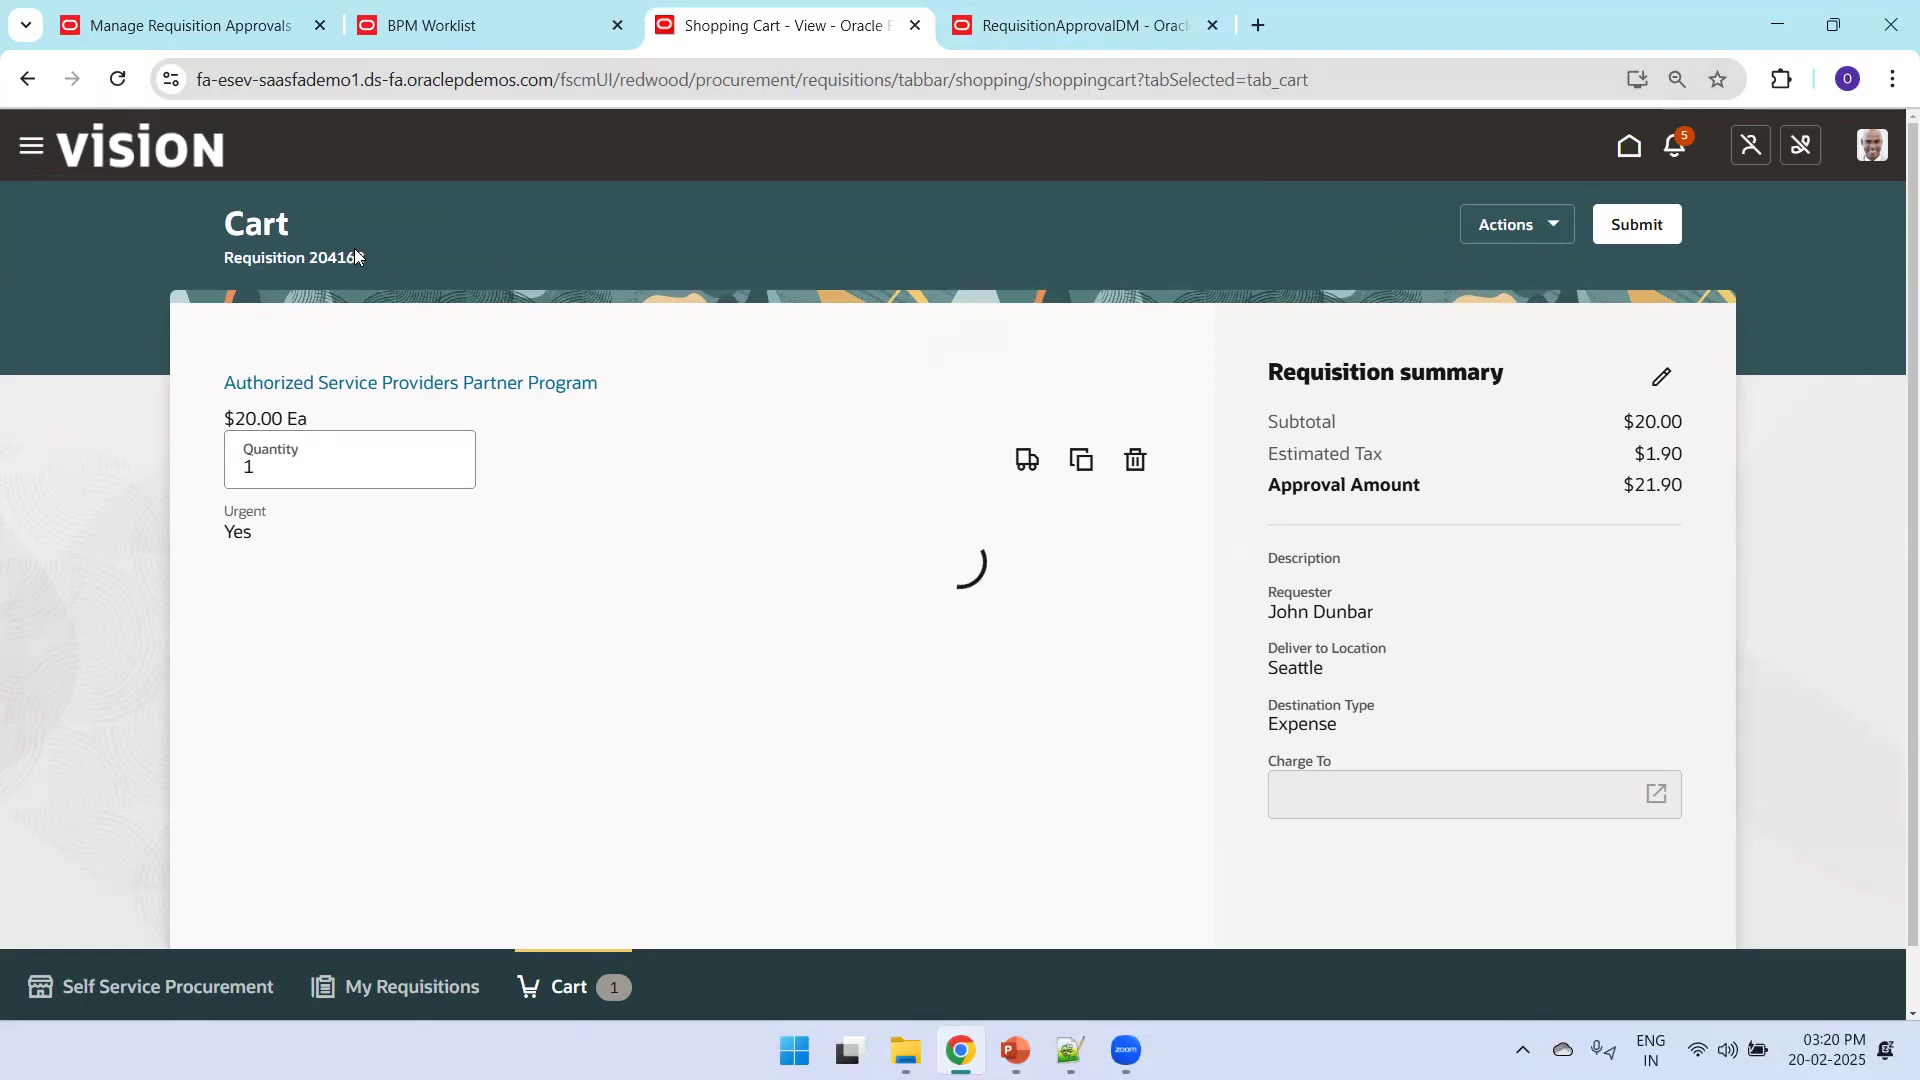 Manage Requisition Approvals
BPM Worklist
Shopping Cart - View - Oracle F
RequisitionApprovalDM - Orac
fa-esev-saasfademo1.ds-fa.oraclepdemos.com/fscmUI/redwood/procurement/requisitions/tabbar/shopping/shoppingcart?tabSelected=tab_cart
O
VISION
5
Cart
Requisition 20416
Actions
Submit
Authorized Service Providers Partner Program
$20.00 Ea
Quantity
1
Urgent
Yes
Requisition summary
Subtotal $20.00
Estimated Tax $1.90
Approval Amount $21.90
Description
Requester
John Dunbar
Deliver to Location
Seattle
Destination Type
Expense
Charge To
Self Service Procurement
My Requisitions
Cart 1
zoom
ENG
IN
03:20 PM
20-02-2025